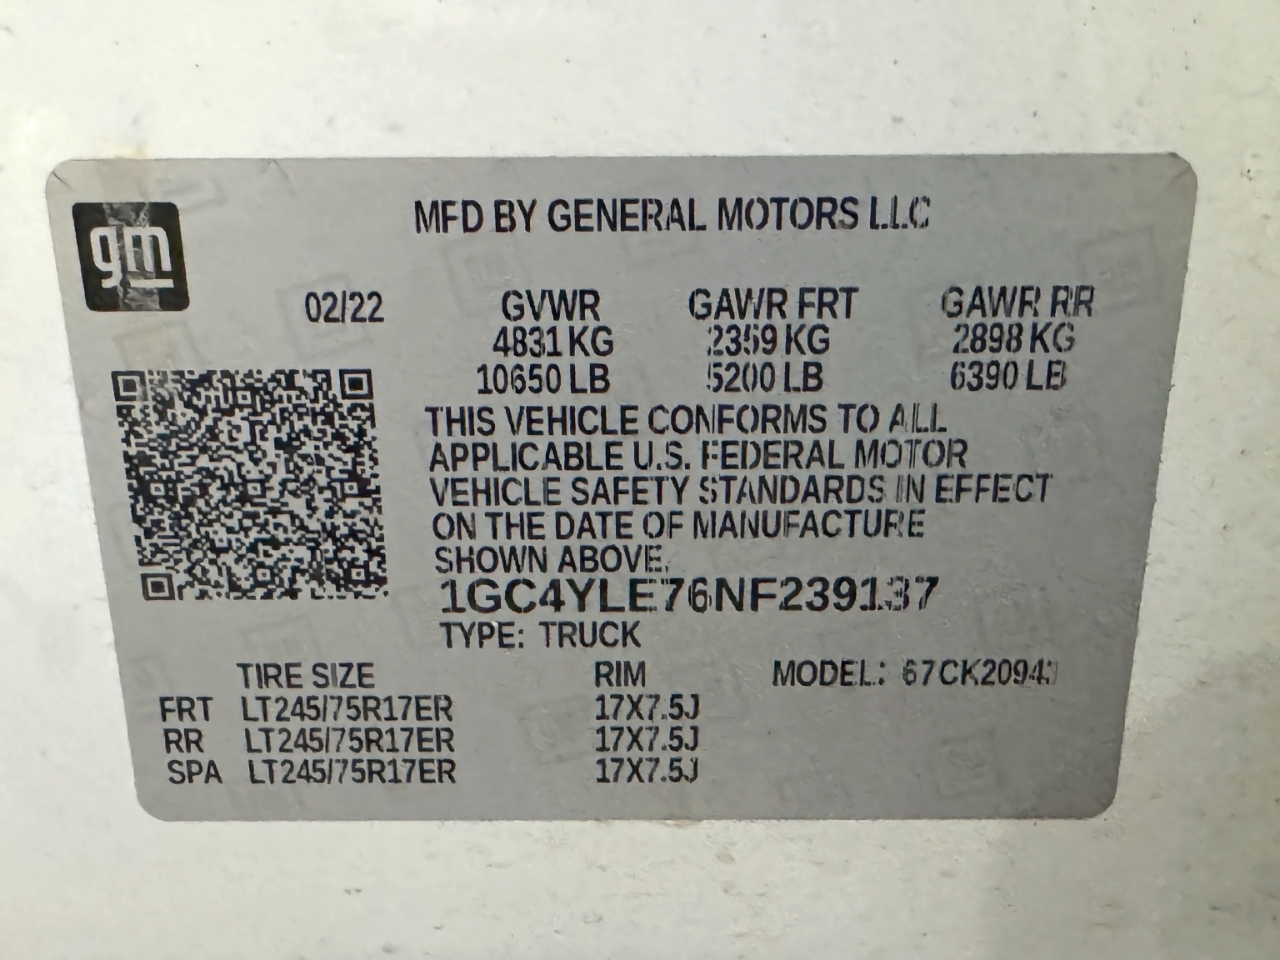 gm
MFD BY GENERAL MOTORS LLC
02/22 GVWR GAWR FRT GAWR RR
4831 KG 2359 KG 2898 KG
10650 LB 5200 LB 6390 LB
THIS VEHICLE CONFORMS TO ALL
APPLICABLE U.S. FEDERAL MOTOR
VEHICLE SAFETY STANDARDS IN EFFECT
ON THE DATE OF MANUFACTURE
SHOWN ABOVE.
1GC4YLE76NF239137
TYPE: TRUCK
TIRE SIZE RIM MODEL: 67CK20943
FRT LT245/75R17ER 17X7.5J
RR LT245/75R17ER 17X7.5J
SPA LT245/75R17ER 17X7.5J